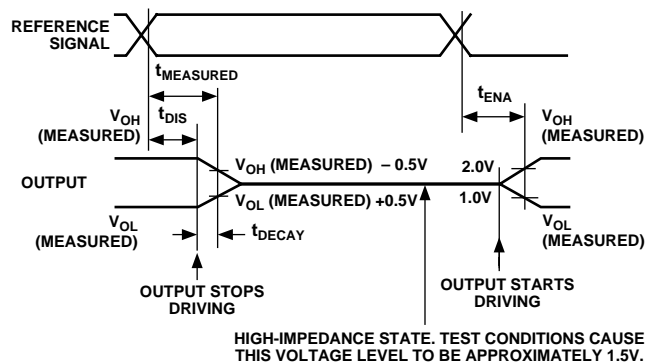 REFERENCE
SIGNAL
tMEASURED
tDIS
tENA
VOH
(MEASURED)
VOH
(MEASURED)
VOH (MEASURED) – 0.5V
2.0V
OUTPUT
VOL (MEASURED) +0.5V
1.0V
VOL
(MEASURED)
VOL
(MEASURED)
tDECAY
OUTPUT STOPS
DRIVING
OUTPUT STARTS
DRIVING
HIGH-IMPEDANCE STATE. TEST CONDITIONS CAUSE
THIS VOLTAGE LEVEL TO BE APPROXIMATELY 1.5V.